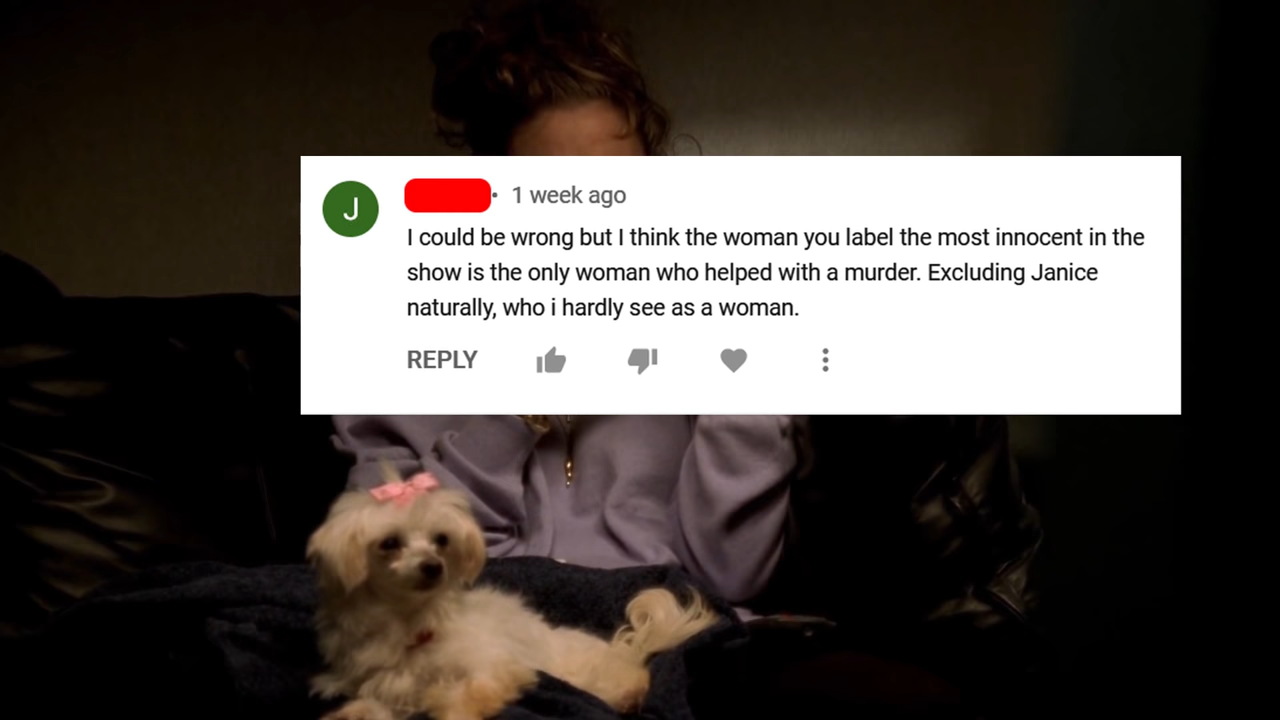 J
• 1 week ago
I could be wrong but I think the woman you label the most innocent in the
show is the only woman who helped with a murder. Excluding Janice
naturally, who i hardly see as a woman.
REPLY